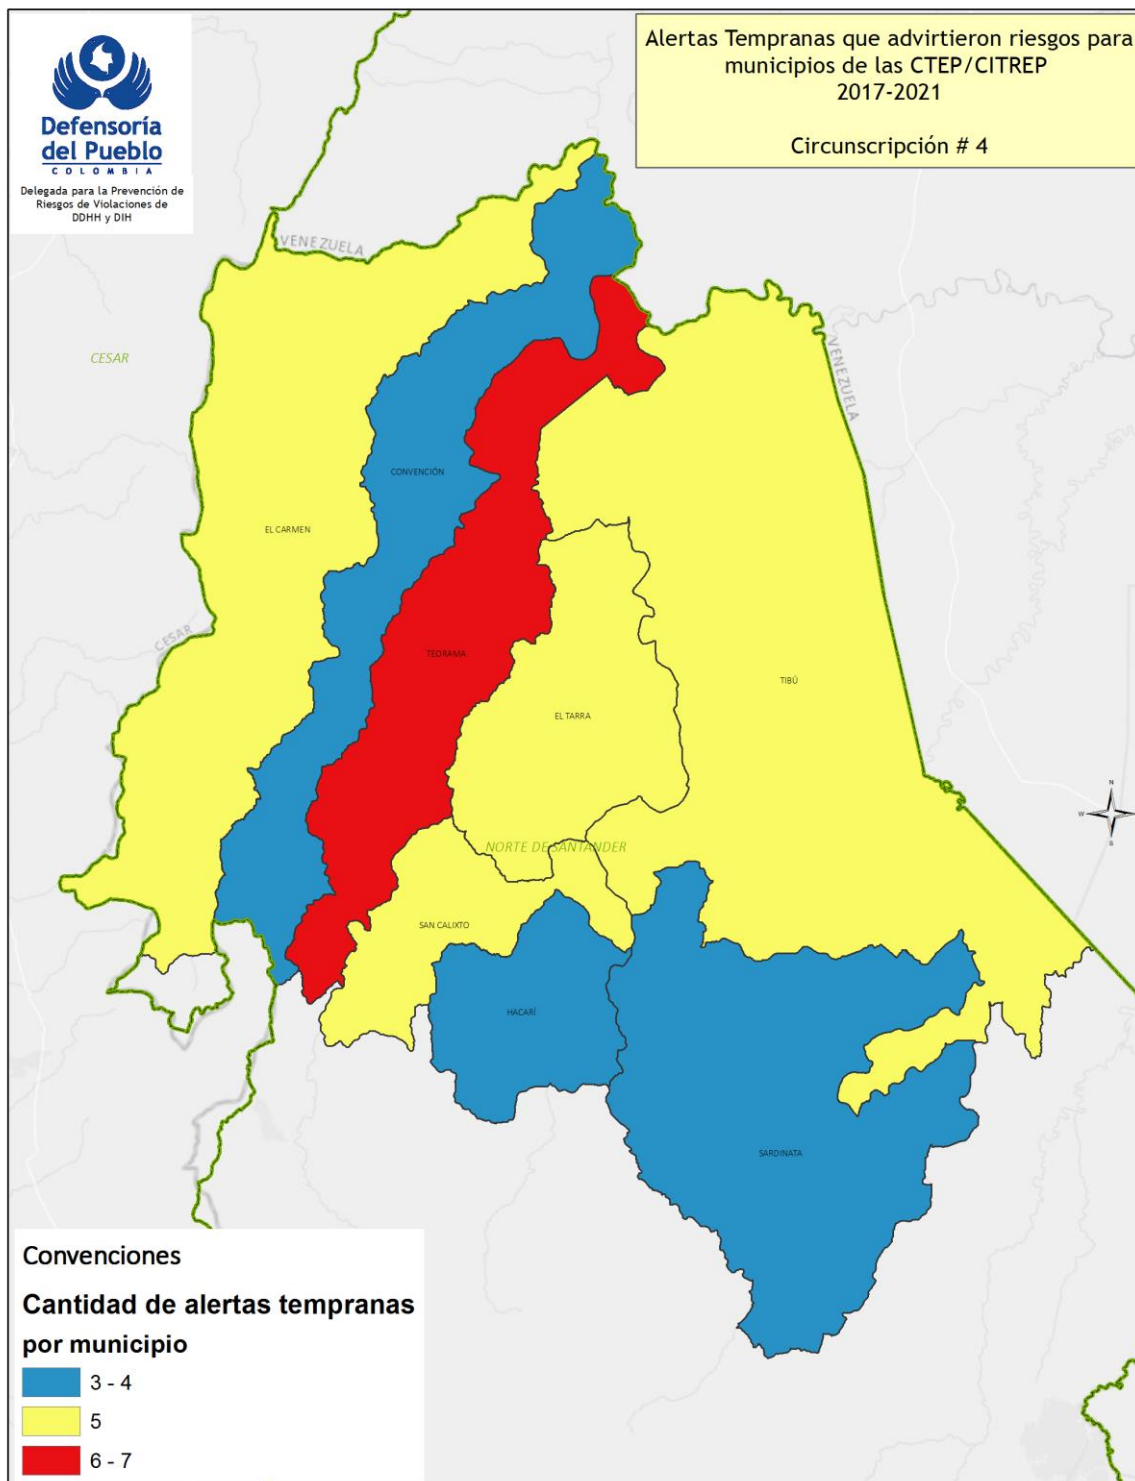 Defensoría
del Pueblo
COLOMBIA
Delegada para la Prevención de
Riesgos de Violaciones de
DDHH y DIH
Alertas Tempranas que advirtieron riesgos para
municipios de las CTEP/CITREP
2017-2021
Circunscripción # 4
VENEZUELA
CESAR
VENEZUELA
CONVENCIÓN
EL CARMEN
CESAR
TEORAMA
TIBÚ
EL TARRA
N
W
S
NORTE DE SANTANDER
SAN CALIXTO
HACARÍ
SARDINATA
Convenciones
Cantidad de alertas tempranas
por municipio
3 - 4
5
6 - 7